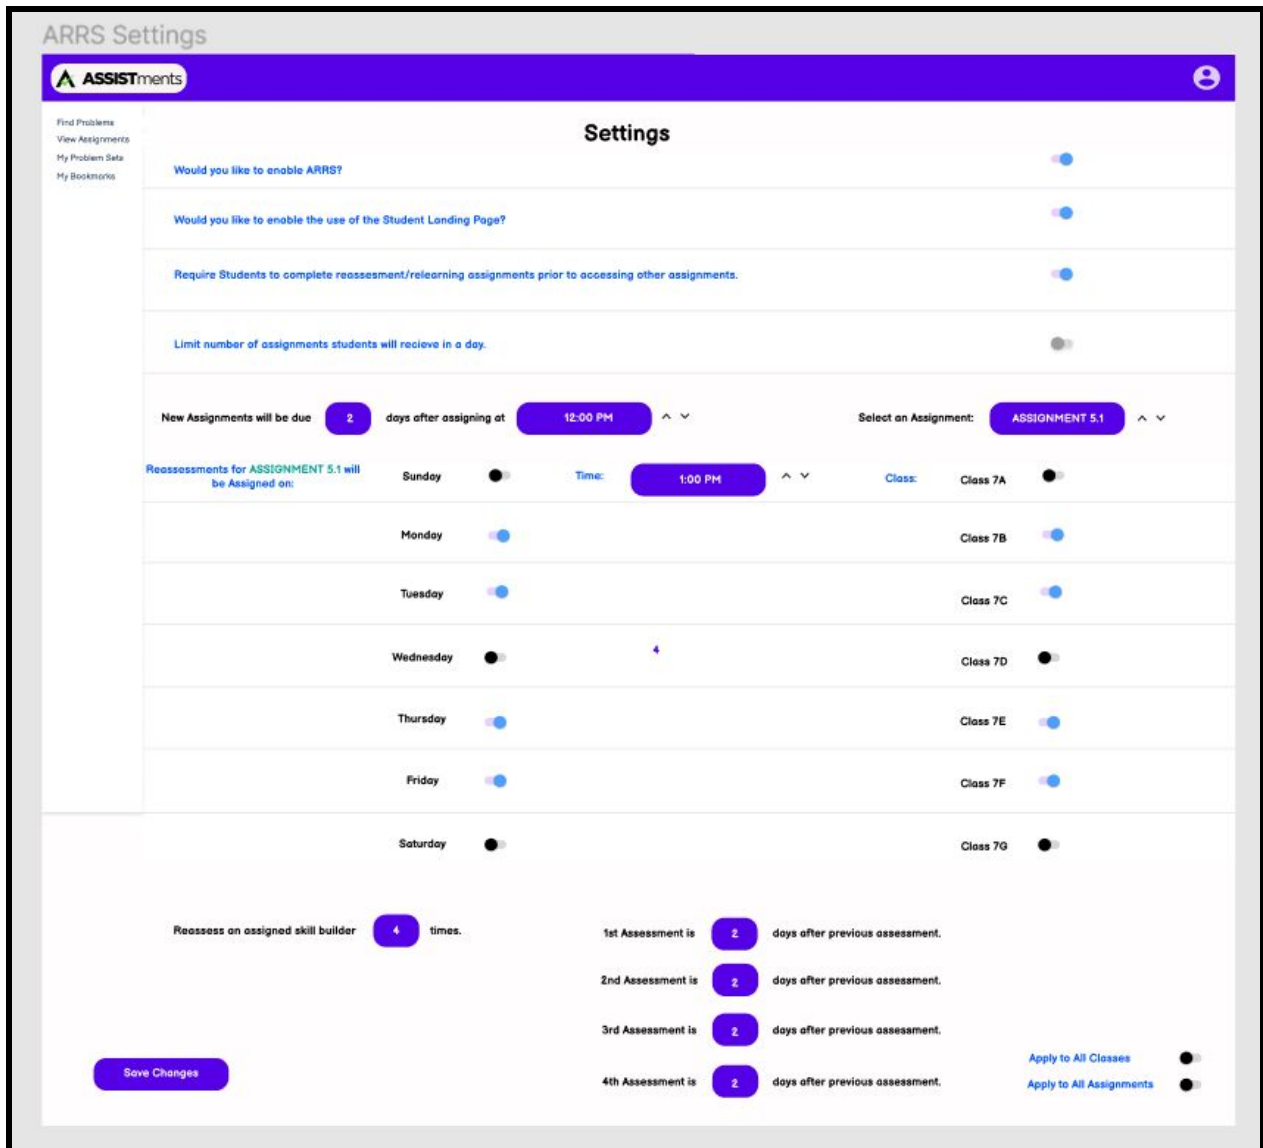 ARRS Settings
ASSISTments
Find Problems
View Assignments
My Problem Sets
My Bookmarks
Settings
Would you like to enable ARRS?
Would you like to enable the use of the Student Landing Page?
Require Students to complete reassesment/relearning assignments prior to accessing other assignments.
Limit number of assignments students will recieve in a day.
New Assignments will be due 2 days after assigning at 12:00 PM Select an Assignment: ASSIGNMENT 5.1
Reassessments for ASSIGNMENT 5.1 will
be Assigned on:
Sunday Time: 1:00 PM Class: Class 7A
Monday Class 7B
Tuesday Class 7C
Wednesday 4 Class 7D
Thursday Class 7E
Friday Class 7F
Saturday Class 7G
Reassess an assigned skill builder 4 times.
1st Assessment is 2 days after previous assessment.
2nd Assessment is 2 days after previous assessment.
3rd Assessment is 2 days after previous assessment.
4th Assessment is 2 days after previous assessment.
Apply to All Classes
Apply to All Assignments
Save Changes